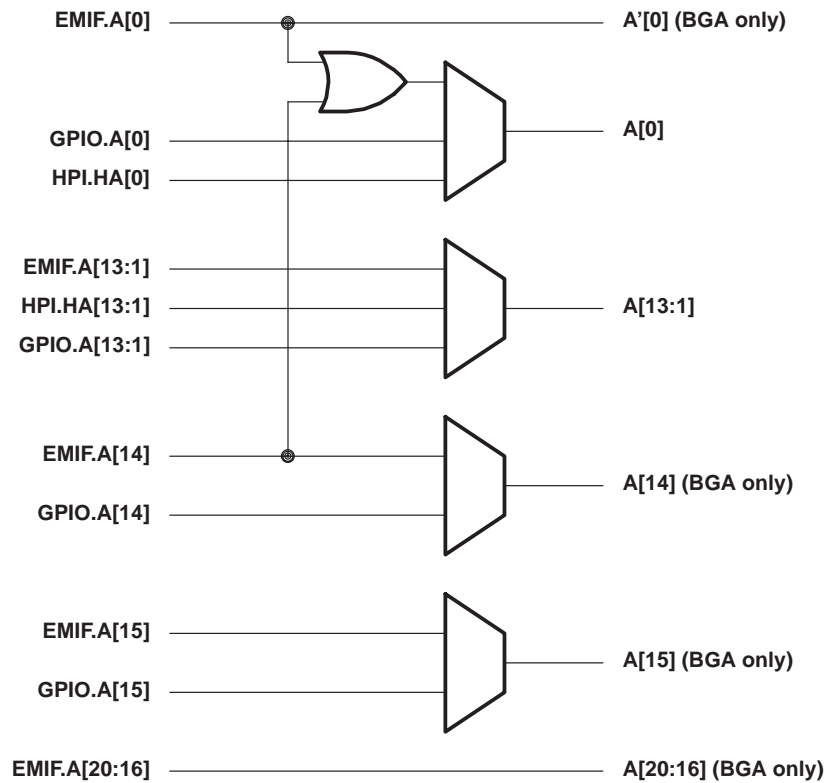 EMIF.A[0]
A’[0] (BGA only)
GPIO.A[0]
A[0]
HPI.HA[0]
EMIF.A[13:1]
HPI.HA[13:1]
A[13:1]
GPIO.A[13:1]
EMIF.A[14]
A[14] (BGA only)
GPIO.A[14]
EMIF.A[15]
A[15] (BGA only)
GPIO.A[15]
EMIF.A[20:16]
A[20:16] (BGA only)